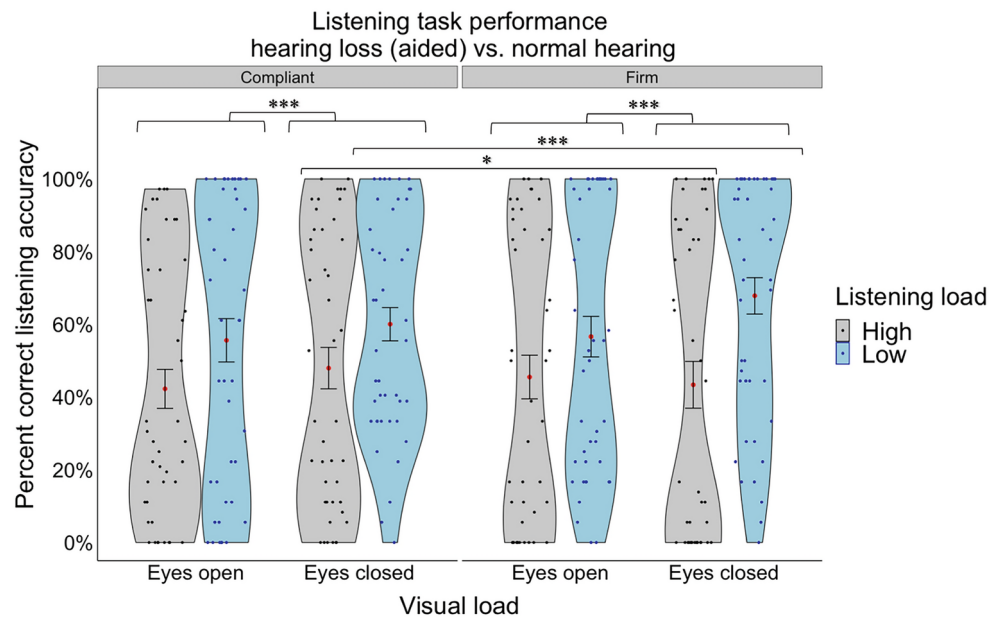 Listening task performance
hearing loss (aided) vs. normal hearing
Compliant Firm
*** ***
***
*
Percent correct listening accuracy
100%
80%
60%
40%
20%
0%
Listening load
High
Low
Eyes open Eyes closed Eyes open Eyes closed
Visual load